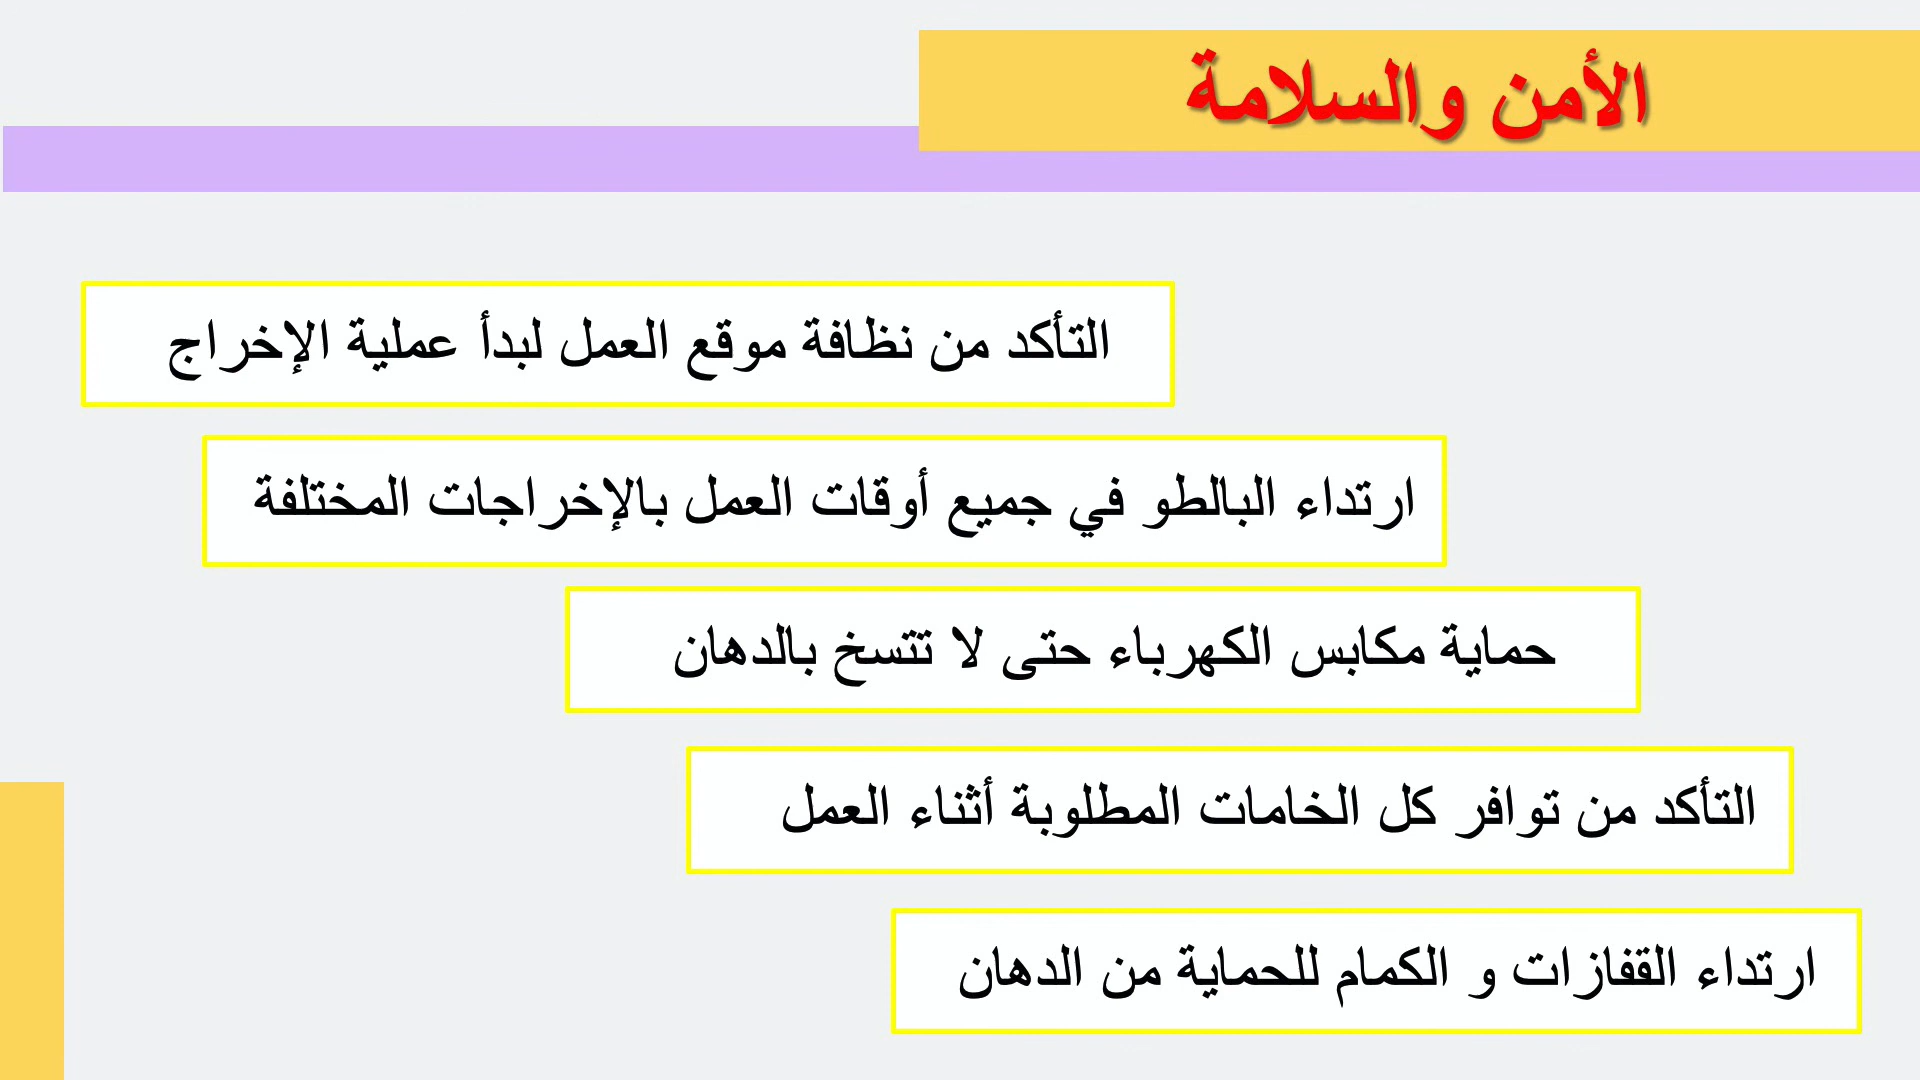 الأمن والسلامة
التأكد من نظافة موقع العمل لبدأ عملية الإخراج
ارتداء البالطو في جميع أوقات العمل بالإخراجات المختلفة
حماية مكابس الكهرباء حتى لا تتسخ بالدهان
التأكد من توافر كل الخامات المطلوبة أثناء العمل
ارتداء القفازات و الكمام للحماية من الدهان